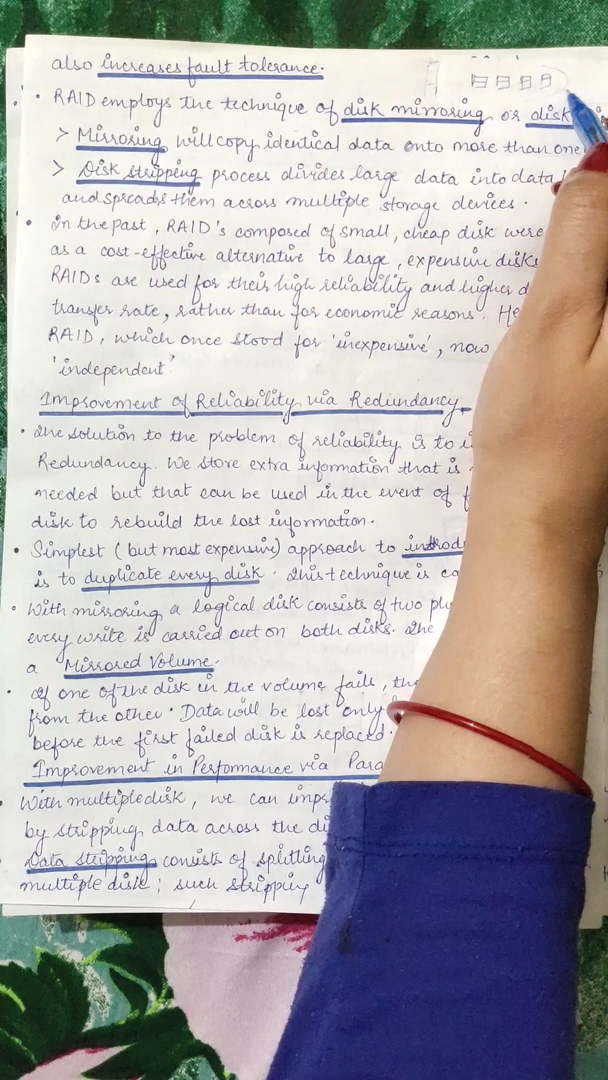 also increases fault tolerance.
• RAID employs the technique of disk mirroring or disk
> Mirroring will copy identical data onto more than one
> Disk stripping process divides large data into data
and spreads them across multiple storage devices.
• In the past, RAID's composed of small, cheap disk were
as a cost-effective alternative to large, expensive disks
RAIDs are used for their high reliability and higher d
transfer rate, rather than for economic reasons. He
RAID, which once stood for 'inexpensive', now
'independent'
Improvement of Reliability via Redundancy
• The solution to the problem of reliability is to i
Redundancy. We store extra information that is
needed but that can be used in the event of f
disk to rebuild the lost information.
• Simplest (but most expensive) approach to introd
is to duplicate every disk. This technique is ca
• With mirroring a logical disk consists of two ph
every write is carried out on both disks. The
a Mirrored Volume.
• If one of the disk in the volume fails, the
from the other. Data will be lost only
before the first failed disk is replaced.
Improvement in Performance via Para
• With multiple disk, we can impr
by stripping data across the di
• Data stripping consists of splitting
multiple disk; such stripping